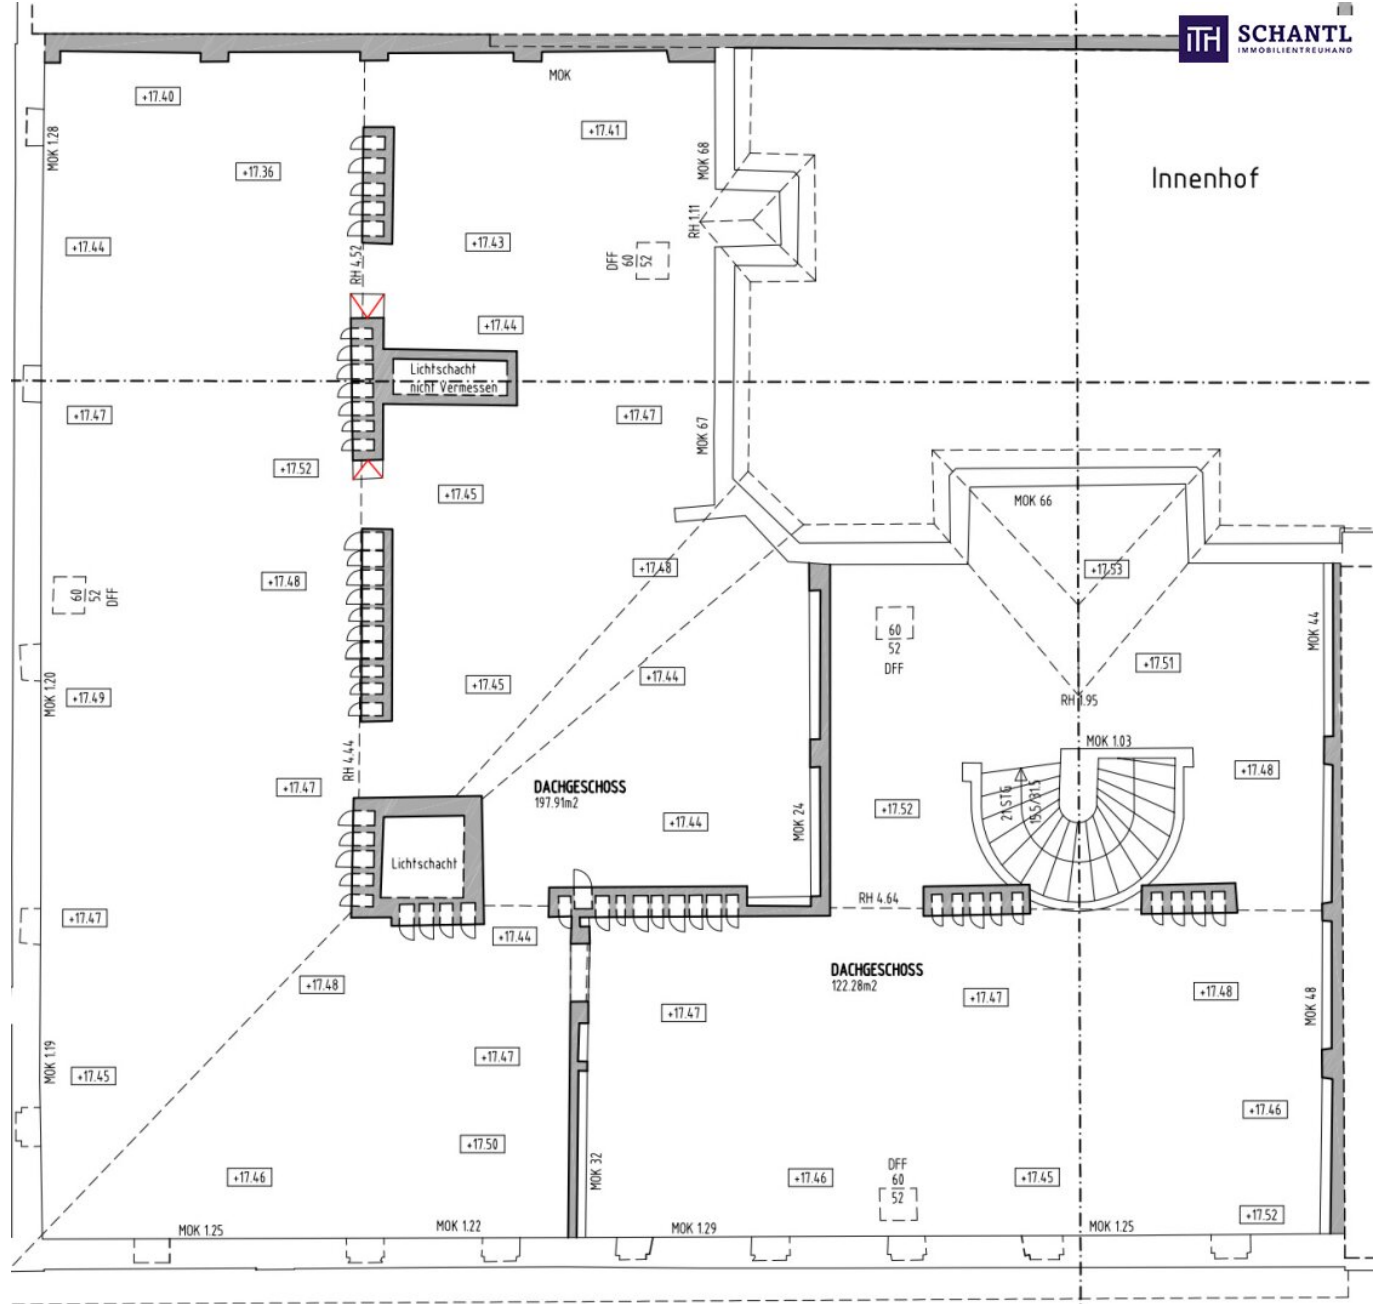 ITH SCHANTL
IMMOBILIENTREUHAND
MOK
+17.40
+17.41
MOK 1.28
MOK 68
+17.36
Innenhof
RH 1.11
+17.44
+17.43
RH 4.52
DFF
60
52
+17.44
Lichtschacht
nicht Vermessen
+17.47
+17.47
MOK 67
+17.52
+17.45
MOK 66
+17.48
+17.53
+17.48
60
52
DFF
60
52
DFF
MOK 44
+17.51
+17.49
MOK 1.20
+17.45
+17.44
RH 1.95
MOK 1.03
RH 4.44
+17.47
DACHGESCHOSS
197.91m2
+17.48
21 STG
15.5/31.5
+17.52
+17.44
MOK 24
Lichtschacht
RH 4.64
+17.47
+17.44
DACHGESCHOSS
122.28m2
+17.48
+17.47
+17.47
+17.48
MOK 48
MOK 1.19
+17.45
+17.47
+17.46
+17.50
MOK 32
+17.46
+17.46
DFF
60
52
+17.45
+17.52
MOK 1.25
MOK 1.22
MOK 1.29
MOK 1.25